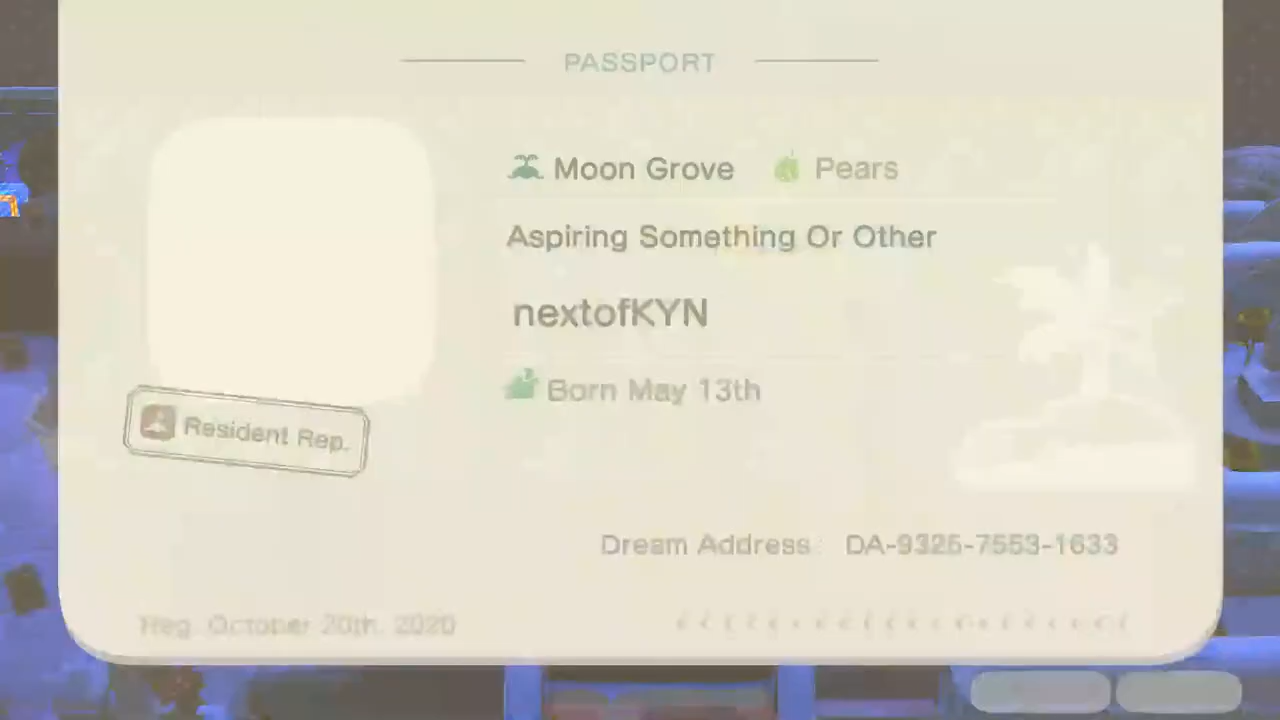 PASSPORT
Moon Grove Pears
Aspiring Something Or Other
nextofKYN
Born May 13th
Resident Rep.
Dream Address DA-9325-7553-1633
Reg. October 20th, 2020